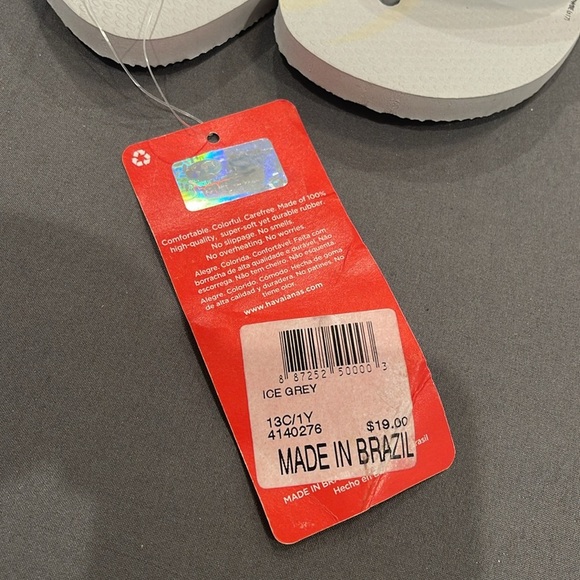 Comfortable. Colorful. Carefree. Made of 100%
high-quality, super-soft yet durable rubber.
No slippage. No smells.
No overheating. No worries.
Alegre. Colorida. Confortável. Feita com
borracha de alta qualidade e durável. Não
escorrega. Não tem cheiro. Não esquenta.
Alegre. Colorido. Cómodo. Hecha de goma
de alta calidad y duradera. No patines. No
tiene olor.
www.havaianas.com
8 87252 50000 3
ICE GREY
13C/1Y
4140276 $19.00
MADE IN BRAZIL
MADE IN
Hecho en